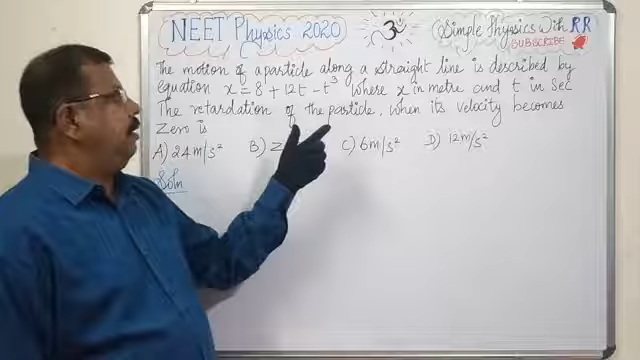 NEET Physics 2020
3
Simple Physics With RR
SUBSCRIBE
The motion of a particle along a straight line is described by
equation x = 8 + 12t - t³ where x in metre and t in sec
The retardation of the particle, when its velocity becomes
Zero is
A) 24 m/s² B) C) 6 m/s² D) 12 m/s²
Soln